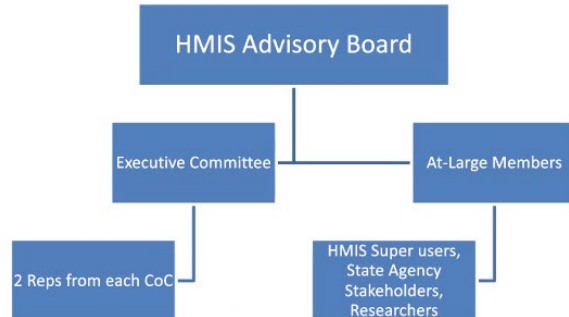 HMIS Advisory Board
Executive Committee
At-Large Members
2 Reps from each CoC
HMIS Super users,
State Agency
Stakeholders,
Researchers